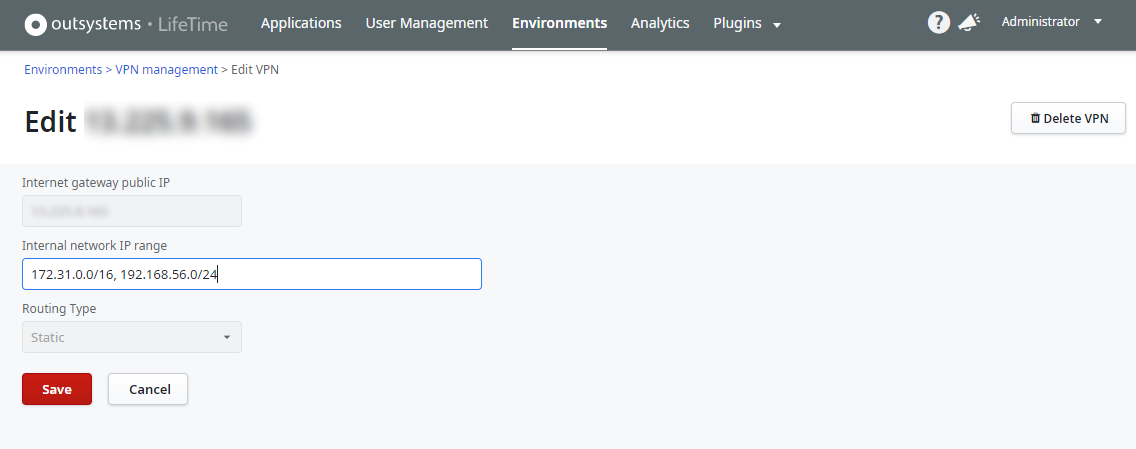 outsystems • LifeTime Applications User Management Environments Analytics Plugins ? Administrator
Environments > VPN management > Edit VPN
Edit
Delete VPN
Internet gateway public IP
Internal network IP range
172.31.0.0/16, 192.168.56.0/24
Routing Type
Static
Save Cancel